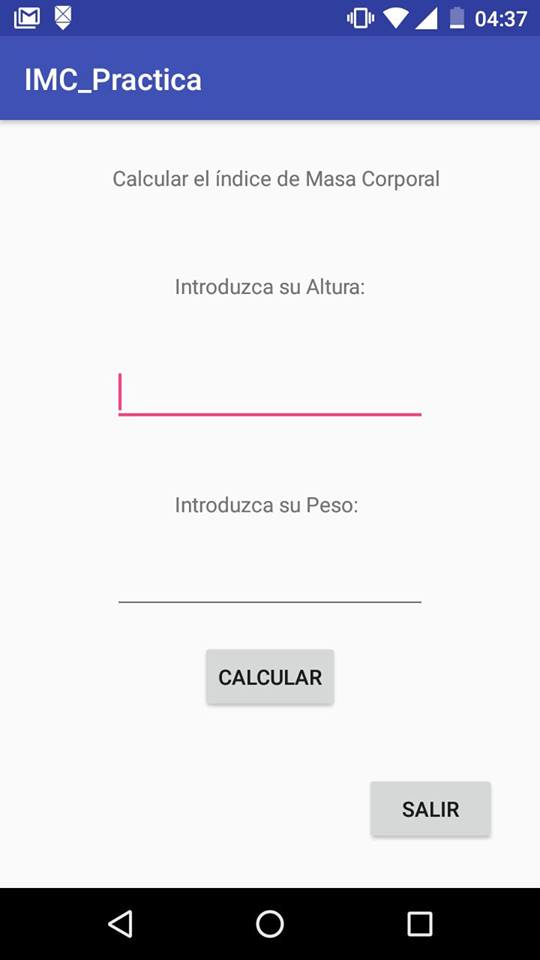 04:37
IMC_Practica
Calcular el índice de Masa Corporal
Introduzca su Altura:
Introduzca su Peso:
CALCULAR
SALIR